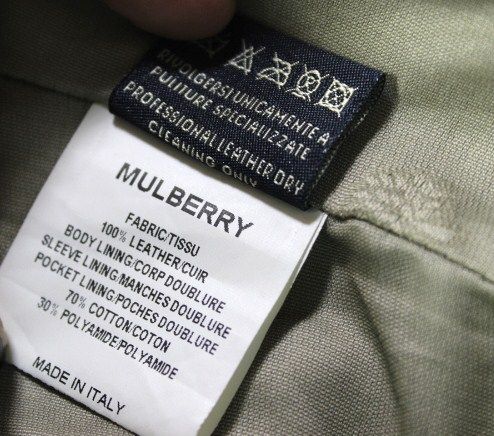 RIVOLGERSI UNICAMENTE A
PULITURE SPECIALIZZATE
PROFESSIONAL LEATHER DRY
CLEANING ONLY
MULBERRY
FABRIC/TISSU
100% LEATHER/CUIR
BODY LINING/CORP DOUBLURE
SLEEVE LINING/MANCHES DOUBLURE
POCKET LINING/POCHES DOUBLURE
70% COTTON/COTON
30% POLYAMIDE/POLYAMIDE
MADE IN ITALY